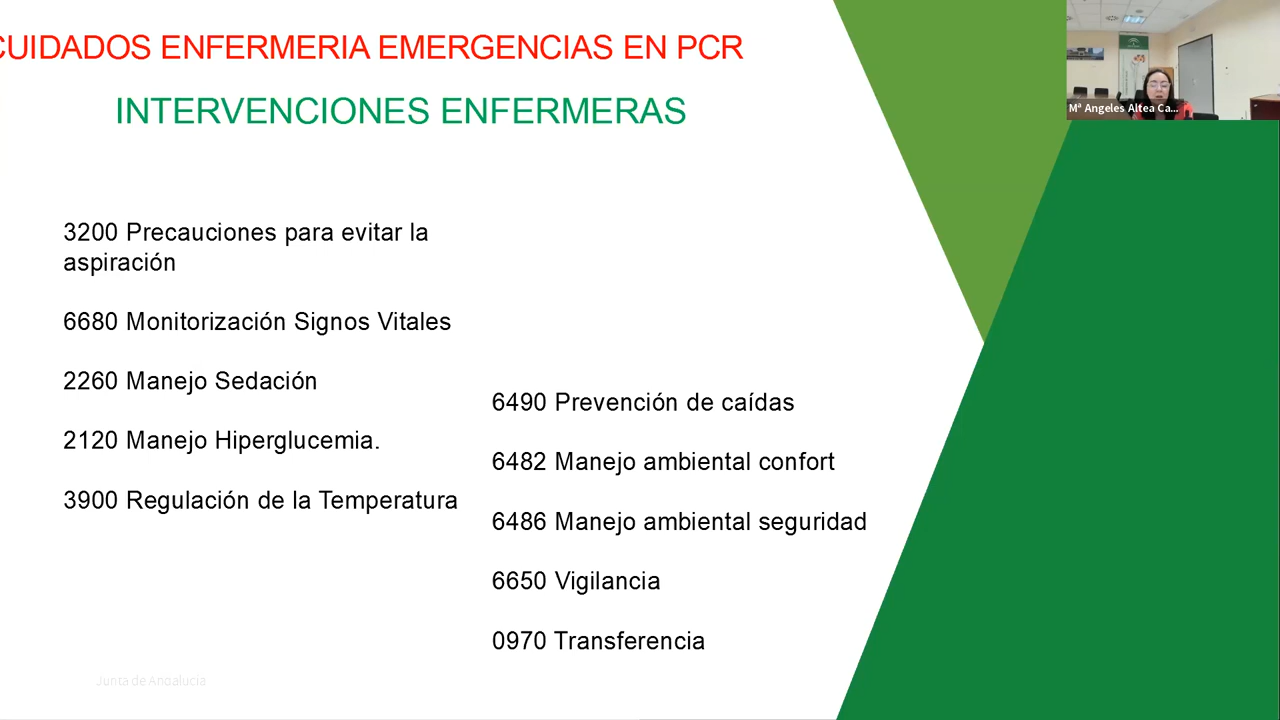 CUIDADOS ENFERMERIA EMERGENCIAS EN PCR
INTERVENCIONES ENFERMERAS
3200 Precauciones para evitar la
aspiración
6680 Monitorización Signos Vitales
2260 Manejo Sedación
2120 Manejo Hiperglucemia.
3900 Regulación de la Temperatura
6490 Prevención de caídas
6482 Manejo ambiental confort
6486 Manejo ambiental seguridad
6650 Vigilancia
0970 Transferencia
Junta de Andalucía
Mª Angeles Altea Ca...